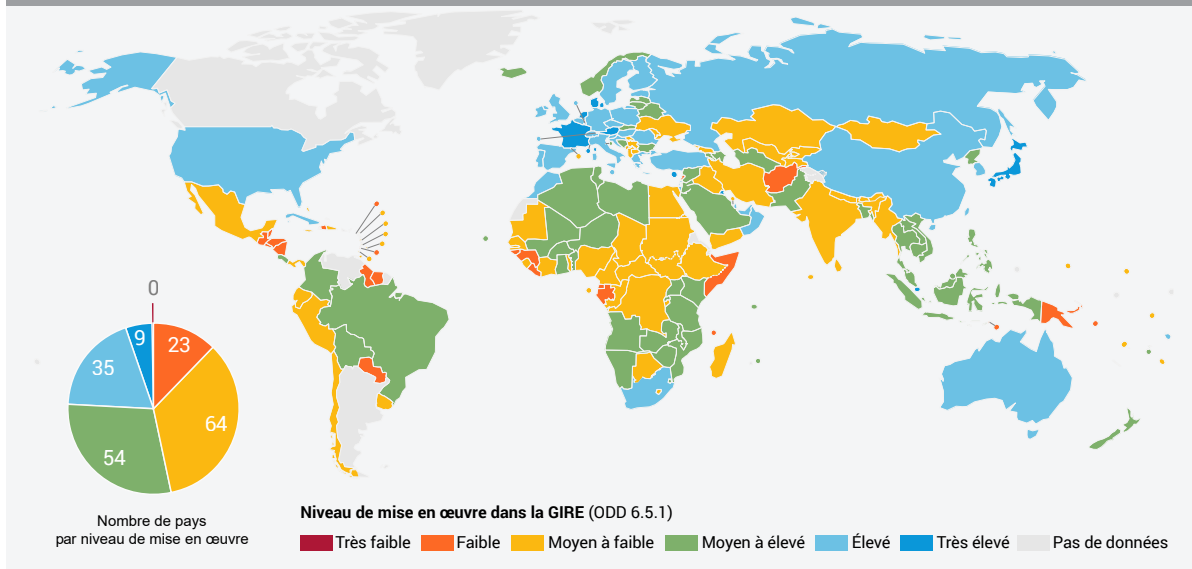 0
9
23
35
64
54
Nombre de pays
par niveau de mise en œuvre
Niveau de mise en œuvre dans la GIRE (ODD 6.5.1)
Très faible Faible Moyen à faible Moyen à élevé Élevé Très élevé Pas de données